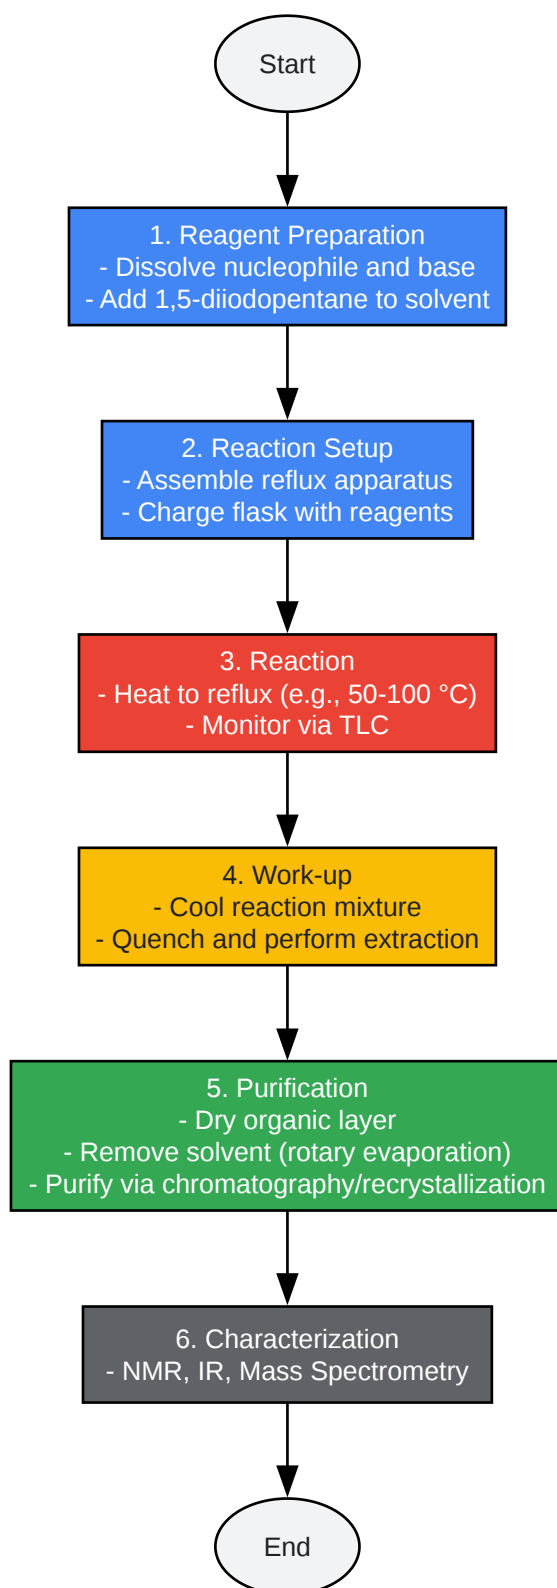 Start
1. Reagent Preparation
- Dissolve nucleophile and base
- Add 1,5-diiodopentane to solvent
2. Reaction Setup
- Assemble reflux apparatus
- Charge flask with reagents
3. Reaction
- Heat to reflux (e.g., 50-100 °C)
- Monitor via TLC
4. Work-up
- Cool reaction mixture
- Quench and perform extraction
5. Purification
- Dry organic layer
- Remove solvent (rotary evaporation)
- Purify via chromatography/recrystallization
6. Characterization
- NMR, IR, Mass Spectrometry
End